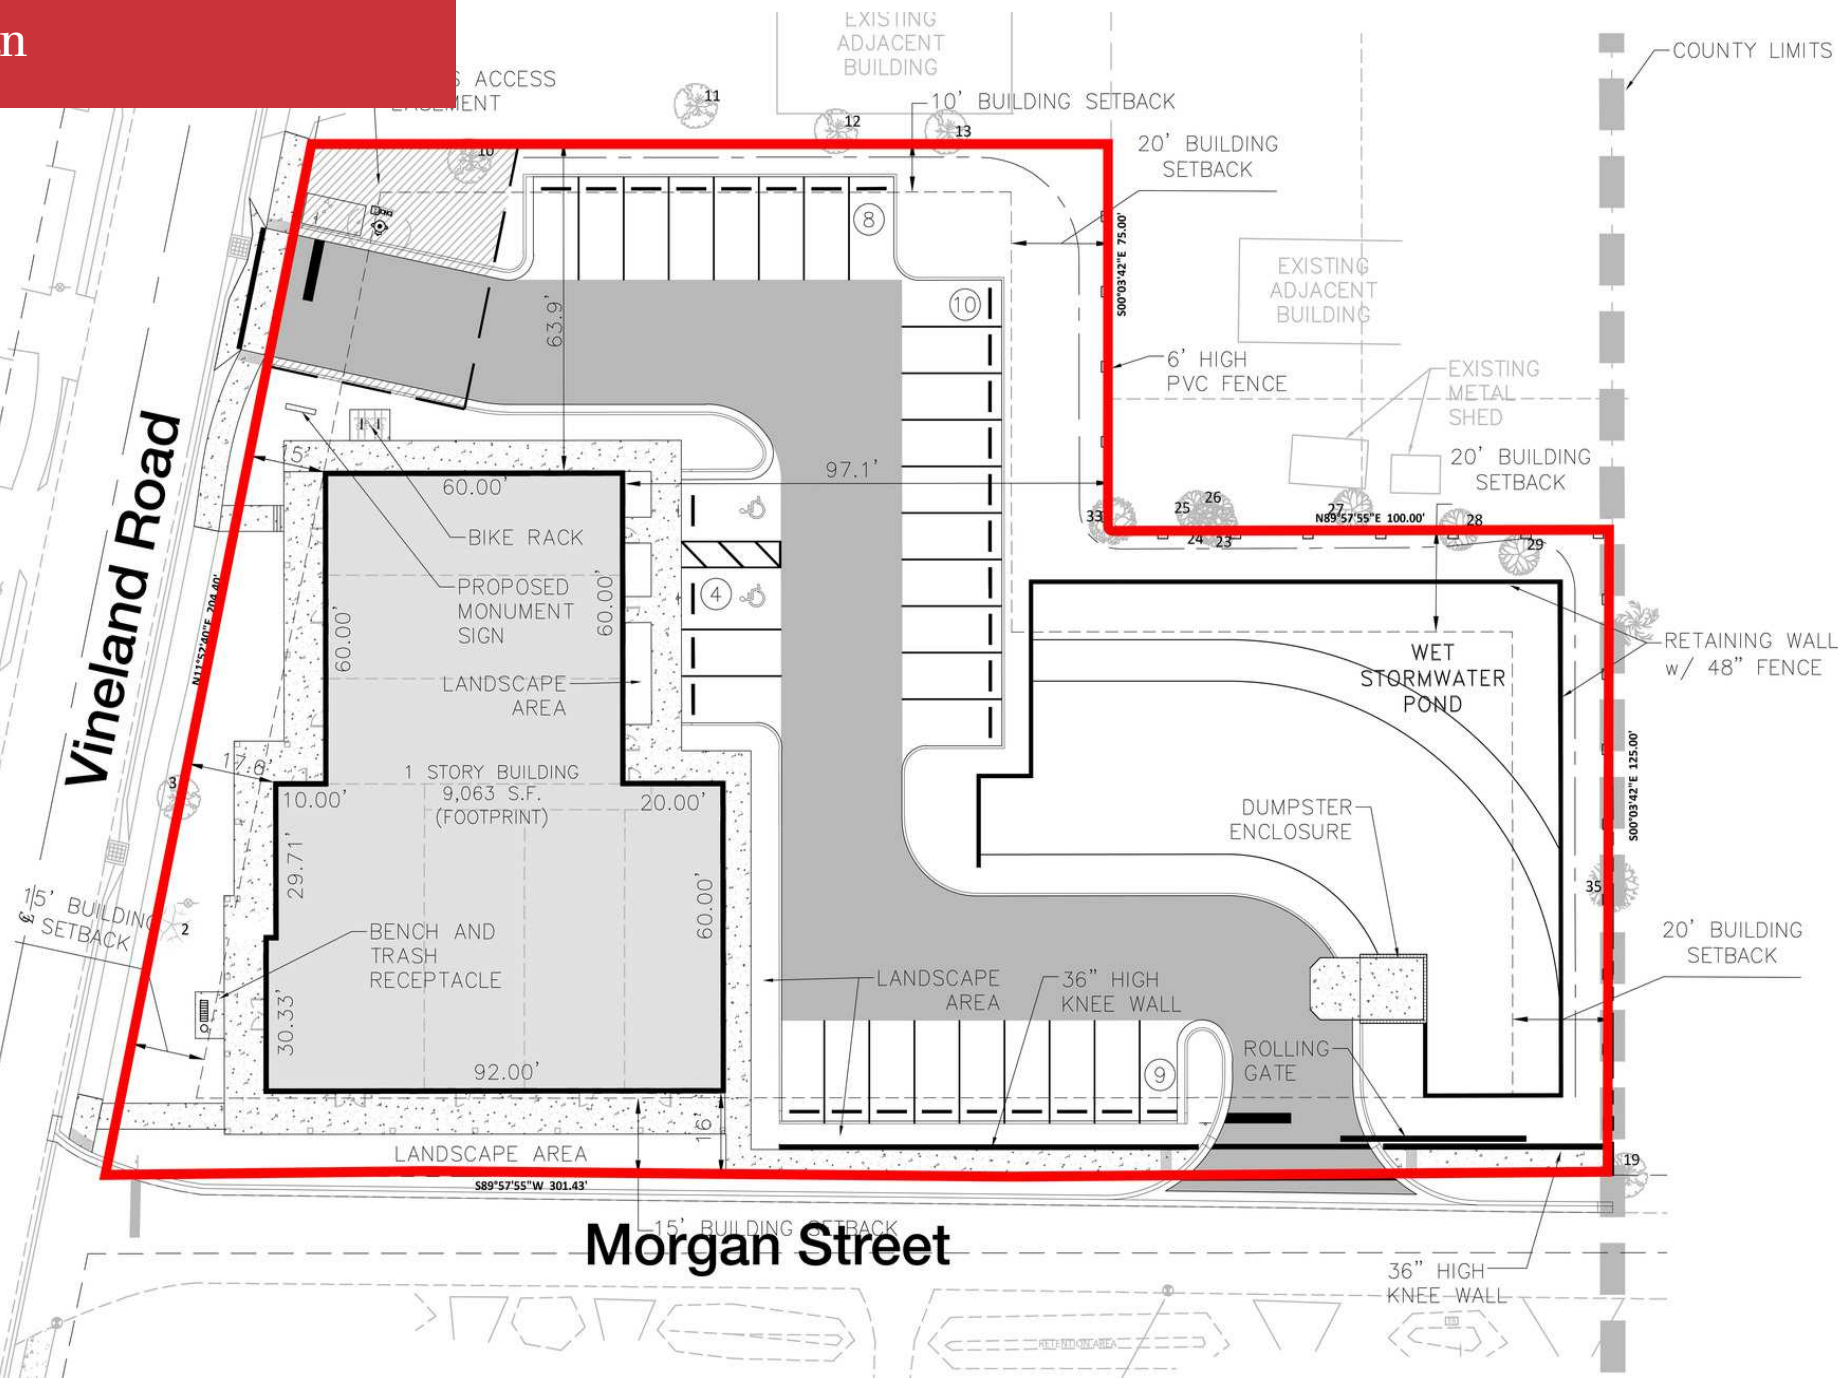 n
S ACCESS
EASEMENT
EXISTING
ADJACENT
BUILDING
COUNTY LIMITS
11
12
13
10
10' BUILDING SETBACK
20' BUILDING
SETBACK
8
63.9'
10
S00°03'42"E 75.00'
EXISTING
ADJACENT
BUILDING
6' HIGH
PVC FENCE
EXISTING
METAL
SHED
20' BUILDING
SETBACK
Vineland Road
15'
60.00'
97.1'
33
25
26
24
23
27
28
29
N89°57'55"E 100.00'
BIKE RACK
PROPOSED
MONUMENT
SIGN
4
60.00'
60.00'
N11°52'40"E 204.40'
LANDSCAPE
AREA
WET
STORMWATER
POND
RETAINING WALL
w/ 48" FENCE
17.6'
3
1 STORY BUILDING
9,063 S.F.
(FOOTPRINT)
10.00'
20.00'
29.71'
60.00'
DUMPSTER
ENCLOSURE
S00°03'42"E 125.00'
35
15' BUILDING
SETBACK
2
BENCH AND
TRASH
RECEPTACLE
LANDSCAPE
AREA
36" HIGH
KNEE WALL
20' BUILDING
SETBACK
30.33'
92.00'
9
ROLLING
GATE
16'
LANDSCAPE AREA
19
S89°57'55"W 301.43'
15' BUILDING SETBACK
Morgan Street
36" HIGH
KNEE WALL
RETENTION AREA